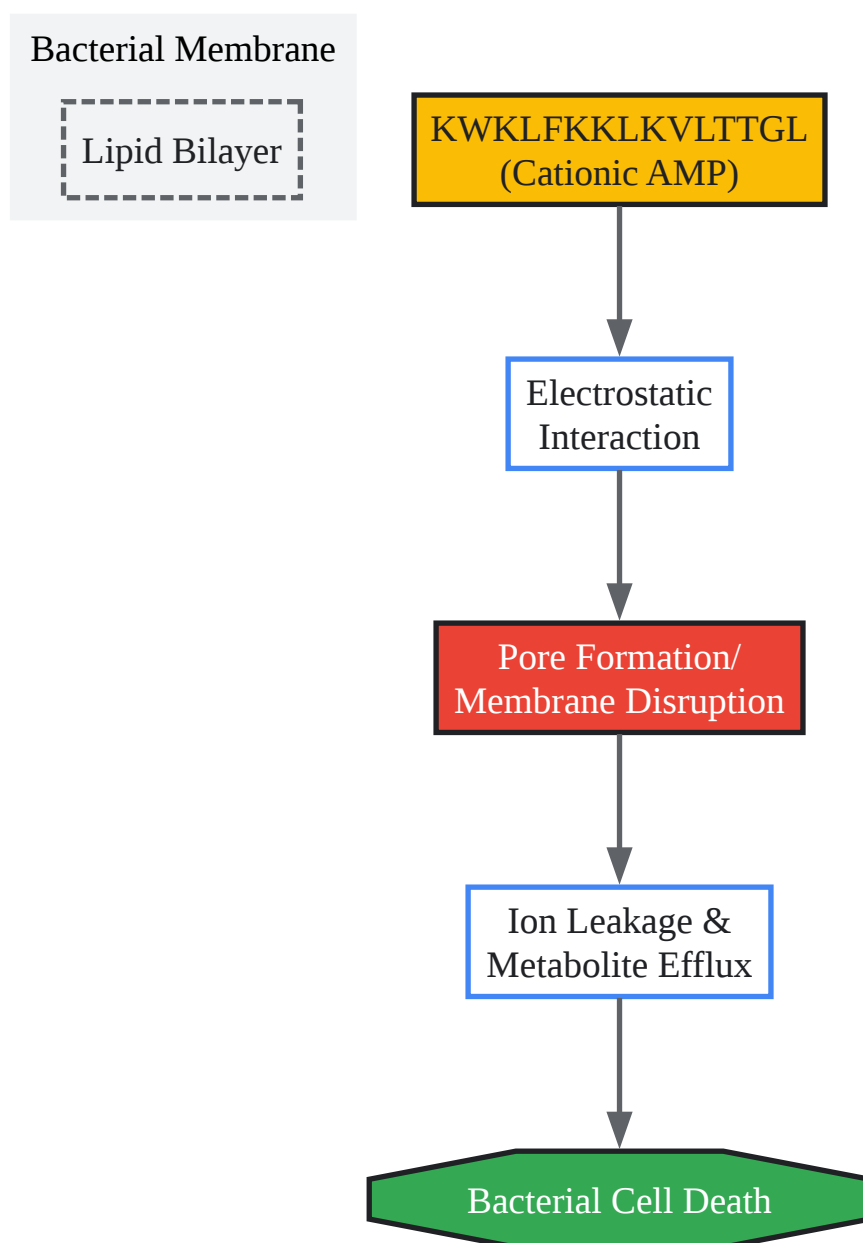 Bacterial Membrane
Lipid Bilayer
KWKLFKKLKVLTTGL
(Cationic AMP)
Electrostatic
Interaction
Pore Formation/
Membrane Disruption
Ion Leakage &
Metabolite Efflux
Bacterial Cell Death